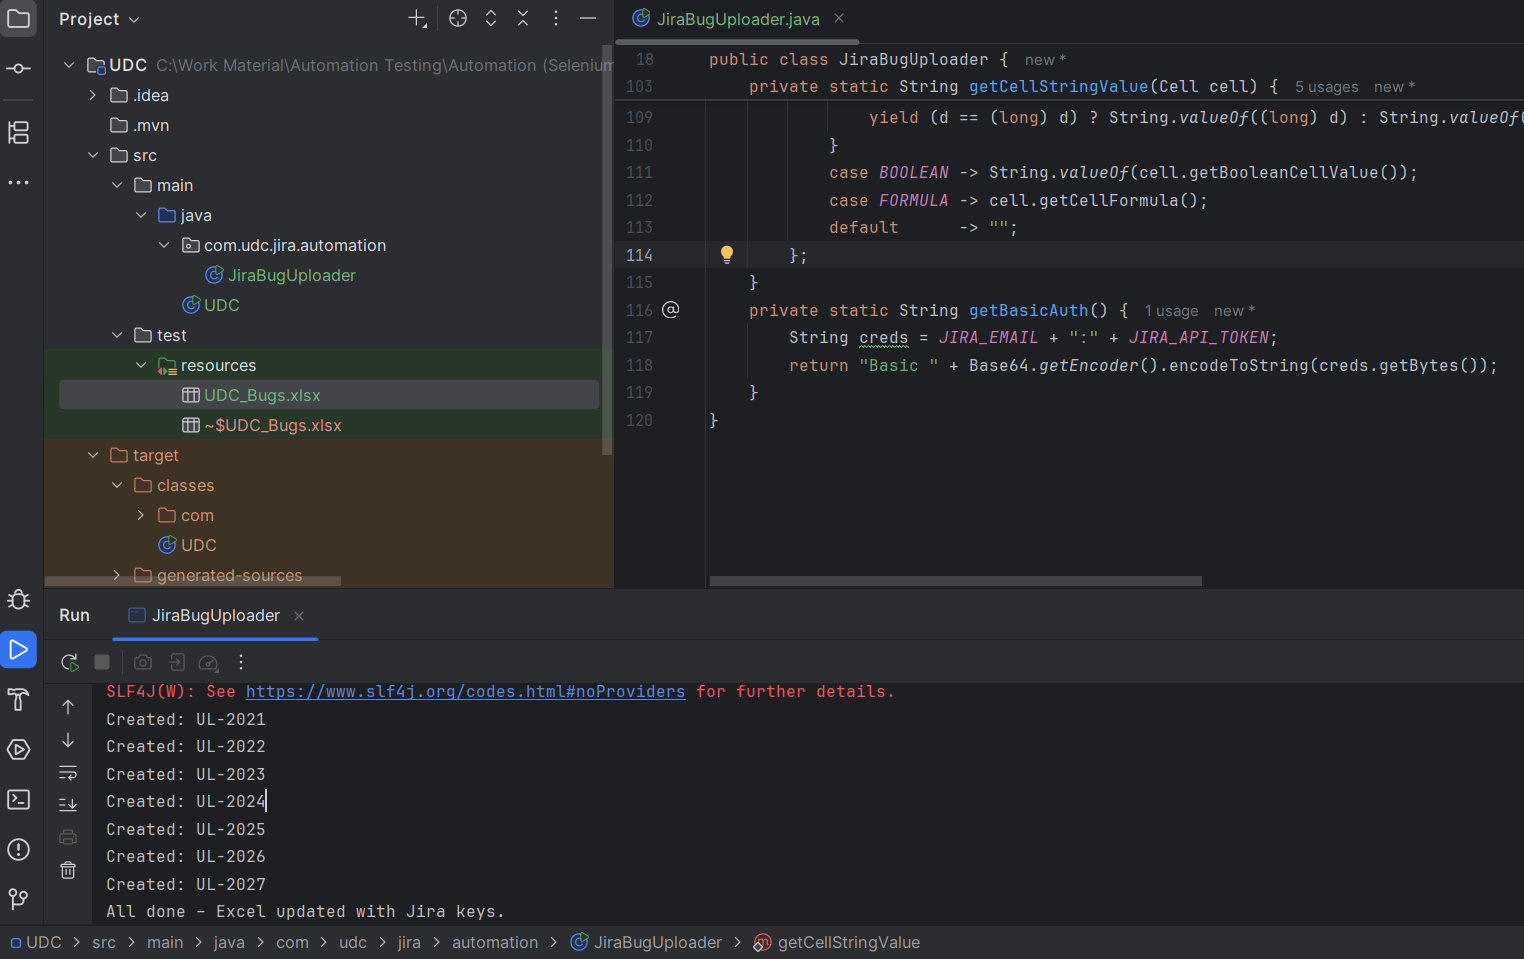 Project
UDC C:\Work Material\Automation Testing\Automation (Selenium
.idea
.mvn
src
main
java
com.udc.jira.automation
JiraBugUploader
UDC
test
resources
UDC_Bugs.xlsx
~$UDC_Bugs.xlsx
target
classes
com
UDC
generated-sources
JiraBugUploader.java
18 public class JiraBugUploader { new *
103 private static String getCellStringValue(Cell cell) { 5 usages new *
109 yield (d == (long) d) ? String.valueOf((long) d) : String.valueOf(
110 }
111 case BOOLEAN -> String.valueOf(cell.getBooleanCellValue());
112 case FORMULA -> cell.getCellFormula();
113 default -> "";
114 };
115 }
116 @ private static String getBasicAuth() { 1 usage new *
117 String creds = JIRA_EMAIL + ":" + JIRA_API_TOKEN;
118 return "Basic " + Base64.getEncoder().encodeToString(creds.getBytes());
119 }
120 }
Run JiraBugUploader
SLF4J(W): See https://www.slf4j.org/codes.html#noProviders for further details.
Created: UL-2021
Created: UL-2022
Created: UL-2023
Created: UL-2024
Created: UL-2025
Created: UL-2026
Created: UL-2027
All done – Excel updated with Jira keys.
UDC > src > main > java > com > udc > jira > automation > JiraBugUploader > m getCellStringValue